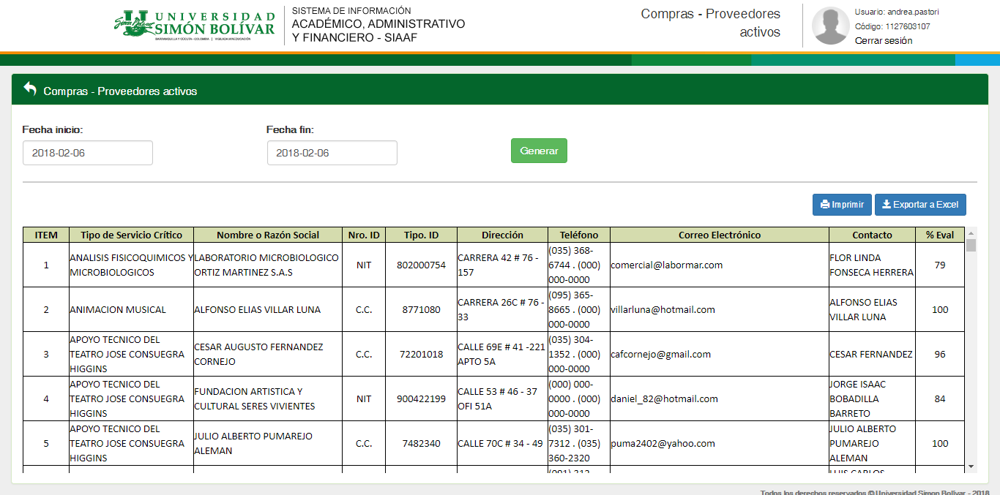 UNIVERSIDAD
SIMÓN BOLÍVAR
BARRANQUILLA Y CÚCUTA - COLOMBIA | VIGILADA MINEDUCACIÓN
SISTEMA DE INFORMACIÓN
ACADÉMICO, ADMINISTRATIVO
Y FINANCIERO - SIAAF
Compras - Proveedores
activos
Usuario: andrea.pastori
Código: 1127603107
Cerrar sesión
Compras - Proveedores activos
Fecha inicio: Fecha fin:
2018-02-06 2018-02-06 Generar
Imprimir Exportar a Excel
ITEM Tipo de Servicio Crítico Nombre o Razón Social Nro. ID Tipo. ID Dirección Teléfono Correo Electrónico Contacto % Eval
1
ANALISIS FISICOQUIMICOS Y
MICROBIOLOGICOS
LABORATORIO MICROBIOLOGICO
ORTIZ MARTINEZ S.A.S
NIT
802000754
CARRERA 42 # 76 -
157
(035) 368-
6744 . (000)
000-0000
comercial@labormar.com
FLOR LINDA
FONSECA HERRERA
79
2
ANIMACION MUSICAL
ALFONSO ELIAS VILLAR LUNA
C.C.
8771080
CARRERA 26C # 76 -
33
(095) 365-
8665 . (000)
000-0000
villarluna@hotmail.com
ALFONSO ELIAS
VILLAR LUNA
100
3
APOYO TECNICO DEL
TEATRO JOSE CONSUEGRA
HIGGINS
CESAR AUGUSTO FERNANDEZ
CORNEJO
C.C.
72201018
CALLE 69E # 41 -221
APTO 5A
(035) 304-
1352 . (000)
000-0000
cafcornejo@gmail.com
CESAR FERNANDEZ
96
4
APOYO TECNICO DEL
TEATRO JOSE CONSUEGRA
HIGGINS
FUNDACION ARTISTICA Y
CULTURAL SERES VIVIENTES
NIT
900422199
CALLE 53 # 46 - 37
OFI 51A
(000) 000-
0000 . (000)
000-0000
daniel_82@hotmail.com
JORGE ISAAC
BOBADILLA
BARRETO
84
5
APOYO TECNICO DEL
TEATRO JOSE CONSUEGRA
HIGGINS
JULIO ALBERTO PUMAREJO
ALEMAN
C.C.
7482340
CALLE 70C # 34 - 49
(035) 301-
7312 . (035)
360-2320
puma2402@yahoo.com
JULIO ALBERTO
PUMAREJO
ALEMAN
100
(091) 312-
LUIS CARLOS
Todos los derechos reservados © Universidad Simon Bolívar - 2018